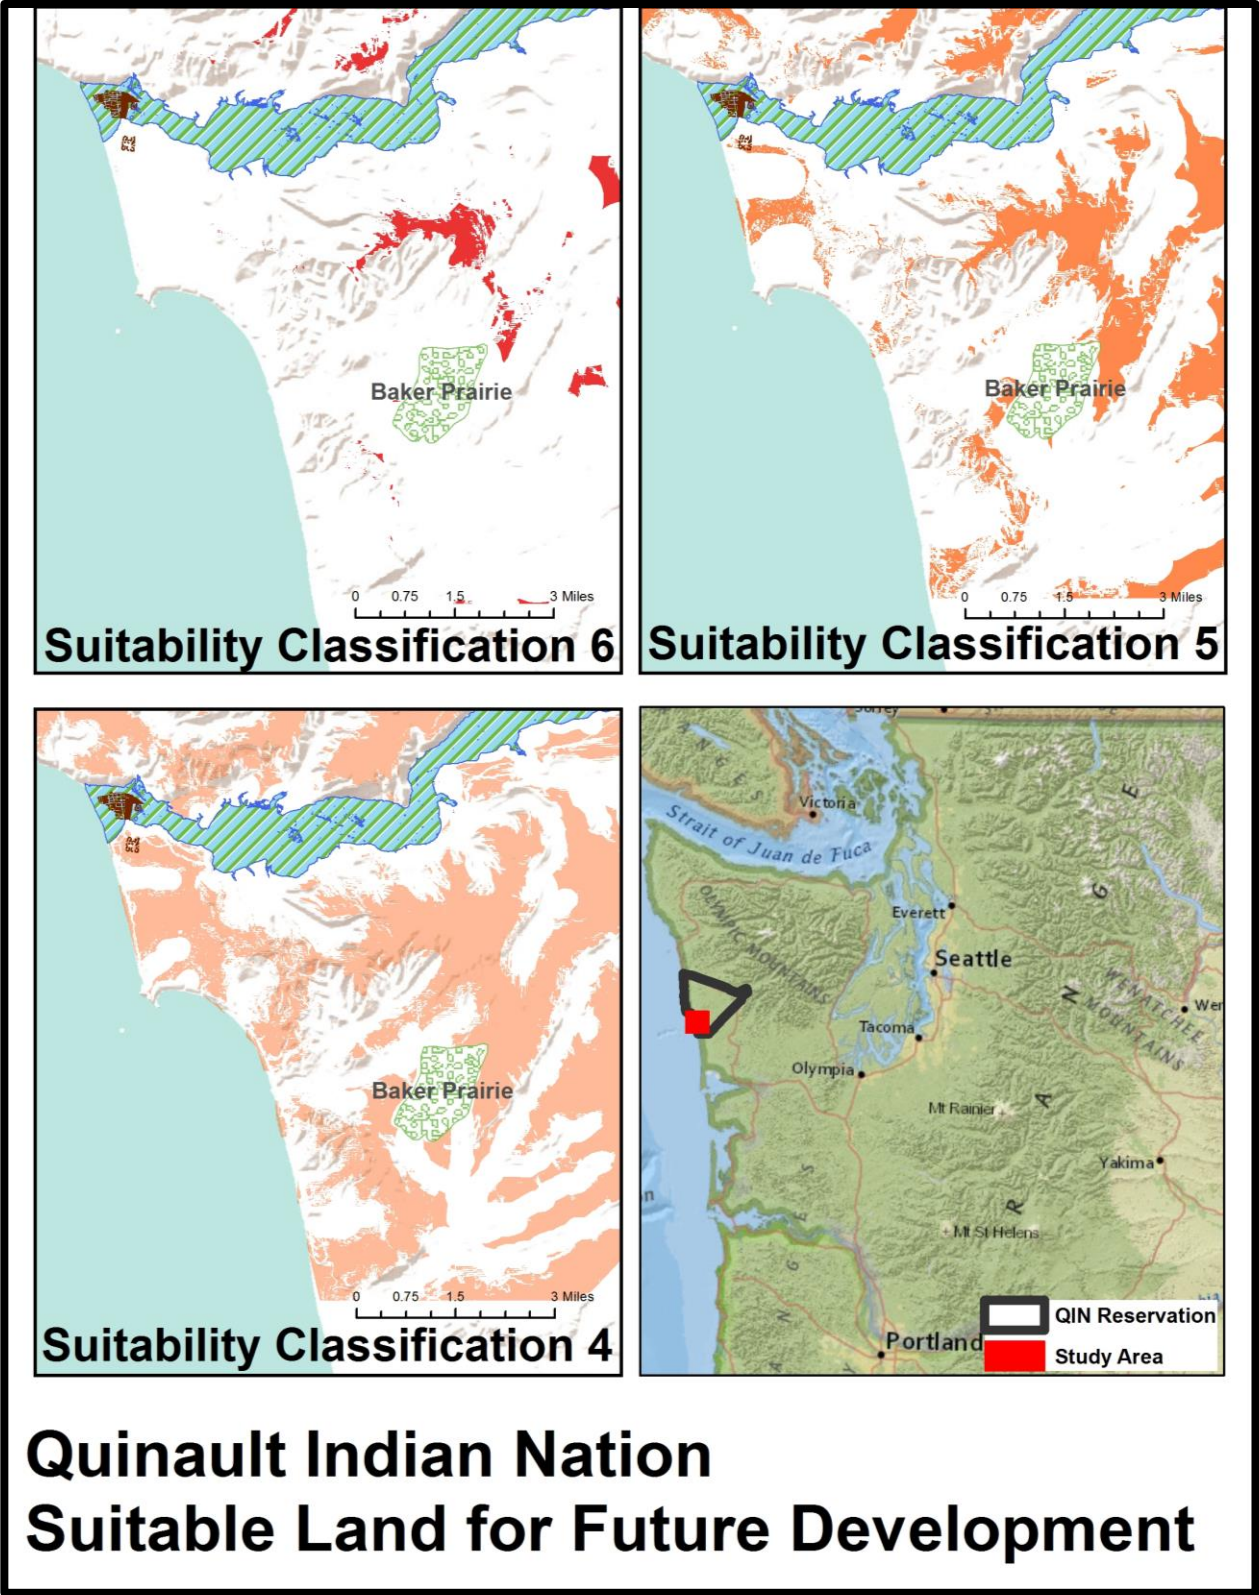 Baker Prairie
0 0.75 1.5 3 Miles
Suitability Classification 6
Baker Prairie
0 0.75 1.5 3 Miles
Suitability Classification 5
Baker Prairie
0 0.75 1.5 3 Miles
Suitability Classification 4
Victoria
Strait of Juan de Fuca
OLYMPIC MOUNTAINS
Everett
Seattle
WENATCHEE
MOUNTAINS
Wen
Tacoma
Olympia
Mt Rainier
Yakima
Mt St Helens
Portland
QIN Reservation
Study Area
Quinault Indian Nation
Suitable Land for Future Development